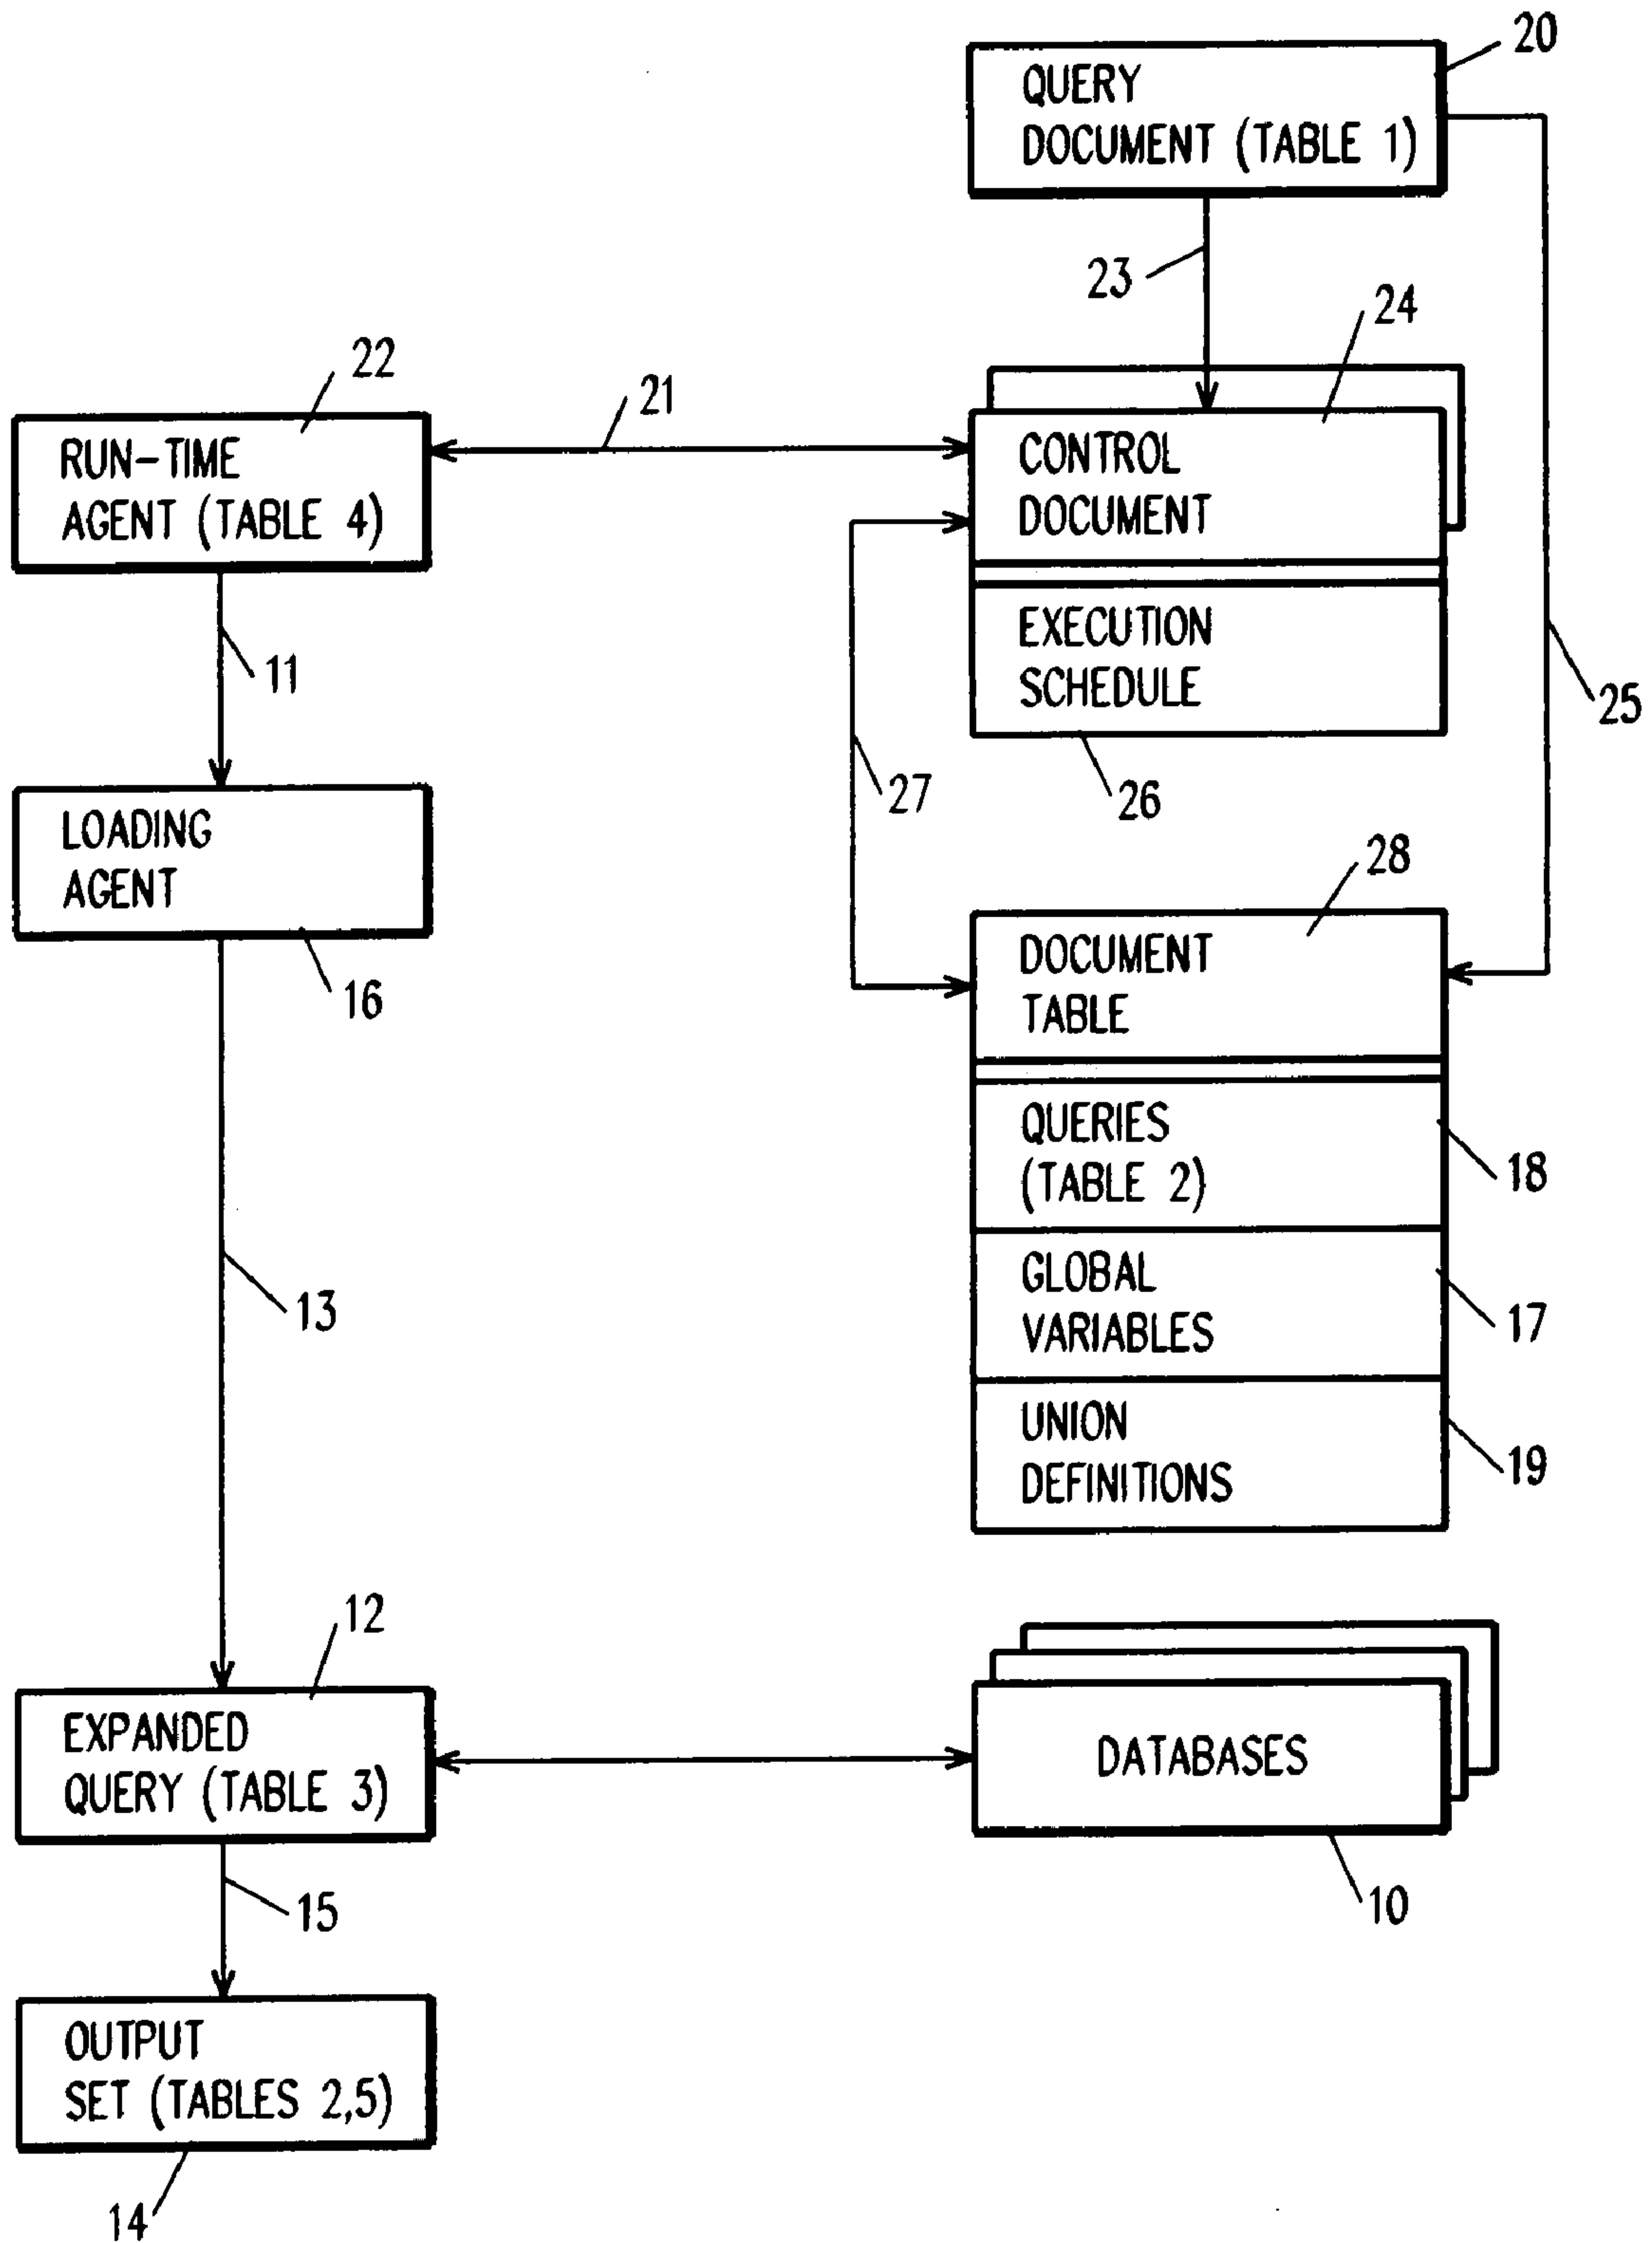 20
QUERY
DOCUMENT (TABLE 1)
23
24
22
21
RUN-TIME
AGENT (TABLE 4)
CONTROL
DOCUMENT
11
EXECUTION
SCHEDULE
25
27
26
LOADING
AGENT
28
16
DOCUMENT
TABLE
QUERIES
(TABLE 2)
18
13
GLOBAL
VARIABLES
17
UNION
DEFINITIONS
19
12
EXPANDED
QUERY (TABLE 3)
DATABASES
15
10
OUTPUT
SET (TABLES 2,5)
14